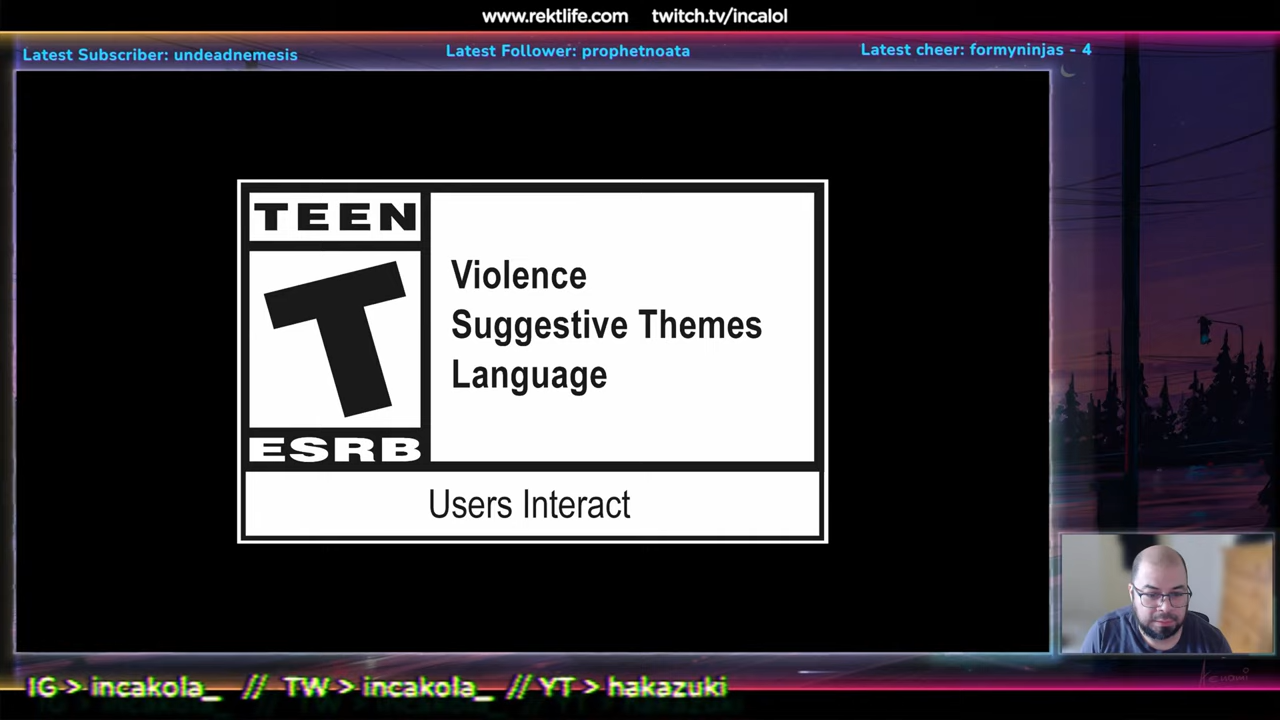 www.rektlife.com twitch.tv/incalol
Latest Subscriber: undeadnemesis
Latest Follower: prophetnoata
Latest cheer: formyninjas - 4
TEEN
T
ESRB
Violence
Suggestive Themes
Language
Users Interact
IG > incakola_ // TW > incakola_ // YT > hakazuki